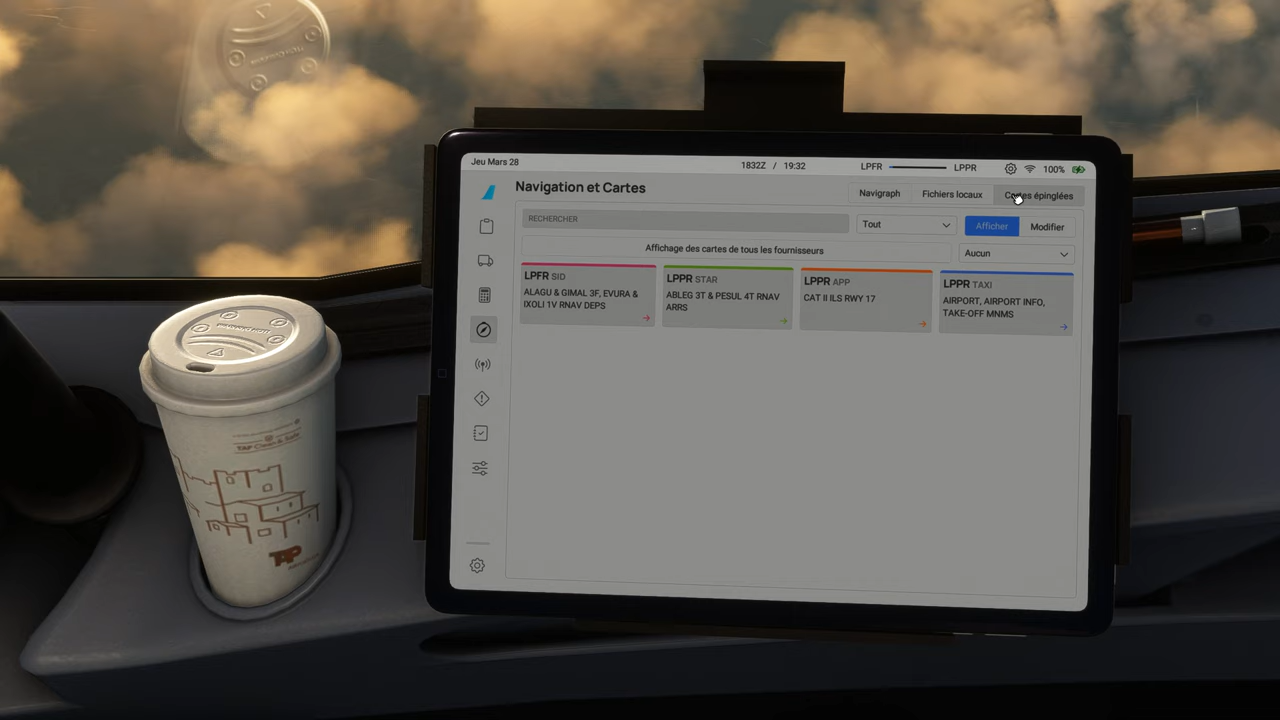 Jeu Mars 28
1832Z / 19:32
LPFR
LPPR
100%
Navigation et Cartes
Navigraph
Fichiers locaux
Cartes épinglées
RECHERCHER
Tout
Afficher
Modifier
Affichage des cartes de tous les fournisseurs
Aucun
LPFR SID
ALAGU & GIMAL 3F, EVURA &
IXOLI 1V RNAV DEPS
LPPR STAR
ABLEG 3T & PESUL 4T RNAV
ARRS
LPPR APP
CAT II ILS RWY 17
LPPR TAXI
AIRPORT, AIRPORT INFO,
TAKE-OFF MNMS
TAP Clean & Safe
TAP